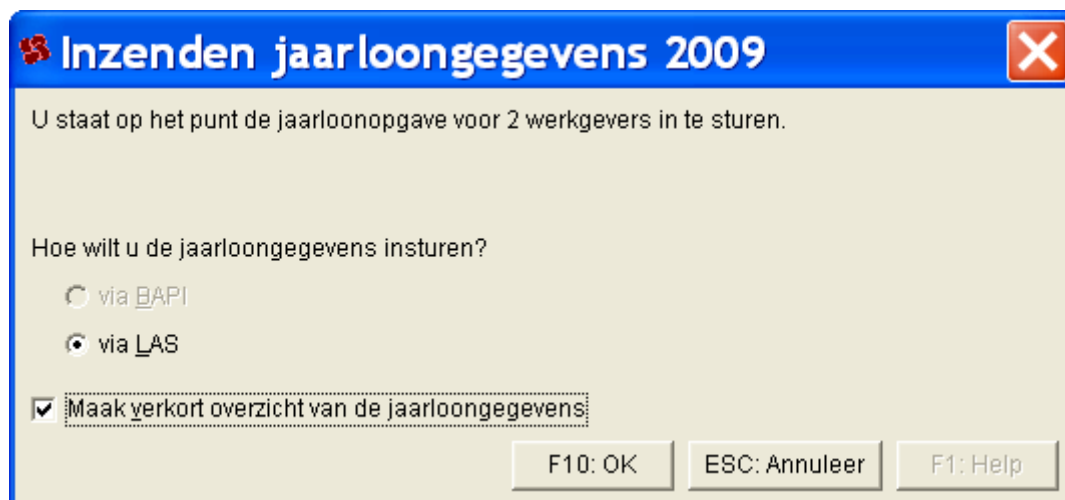 Inzenden jaarloongegevens 2009
U staat op het punt de jaarloonopgave voor 2 werkgevers in te sturen.
Hoe wilt u de jaarloongegevens insturen?
via BAPI
via LAS
Maak verkort overzicht van de jaarloongegevens
F10: OK ESC: Annuleer F1: Help